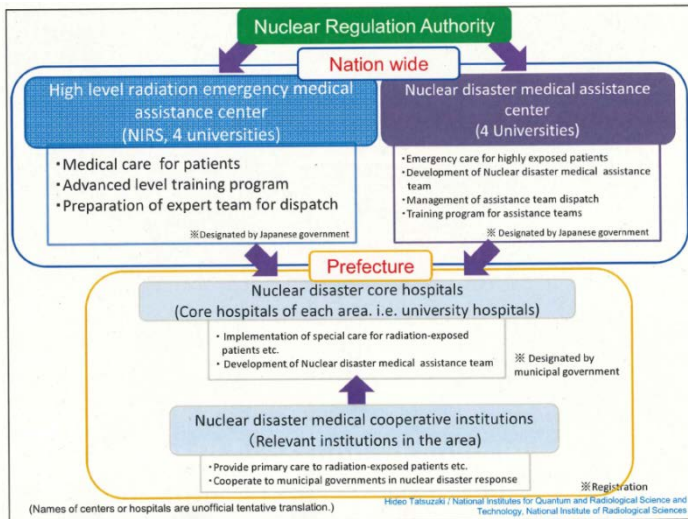 Nuclear Regulation Authority
Nation wide
High level radiation emergency medical
assistance center
(NIRS, 4 universities)
・Medical care for patients
・Advanced level training program
・Preparation of expert team for dispatch
※Designated by Japanese government
Nuclear disaster medical assistance
center
(4 Universities)
・Emergency care for highly exposed patients
・Development of Nuclear disaster medical assistance
team
・Management of assistance team dispatch
・Training program for assistance teams
※Designated by Japanese government
Prefecture
Nuclear disaster core hospitals
(Core hospitals of each area. i.e. university hospitals)
・Implementation of special care for radiation-exposed
patients etc.
・Development of Nuclear disaster medical assistance team
※ Designated by
municipal government
Nuclear disaster medical cooperative institutions
（Relevant institutions in the area)
・Provide primary care to radiation-exposed patients etc.
・Cooperate to municipal governments in nuclear disaster response
※Registration
(Names of centers or hospitals are unofficial tentative translation.)
Hideo Tatsuzaki / National Institutes for Quantum and Radiological Science and
Technology, National Institute of Radiological Sciences